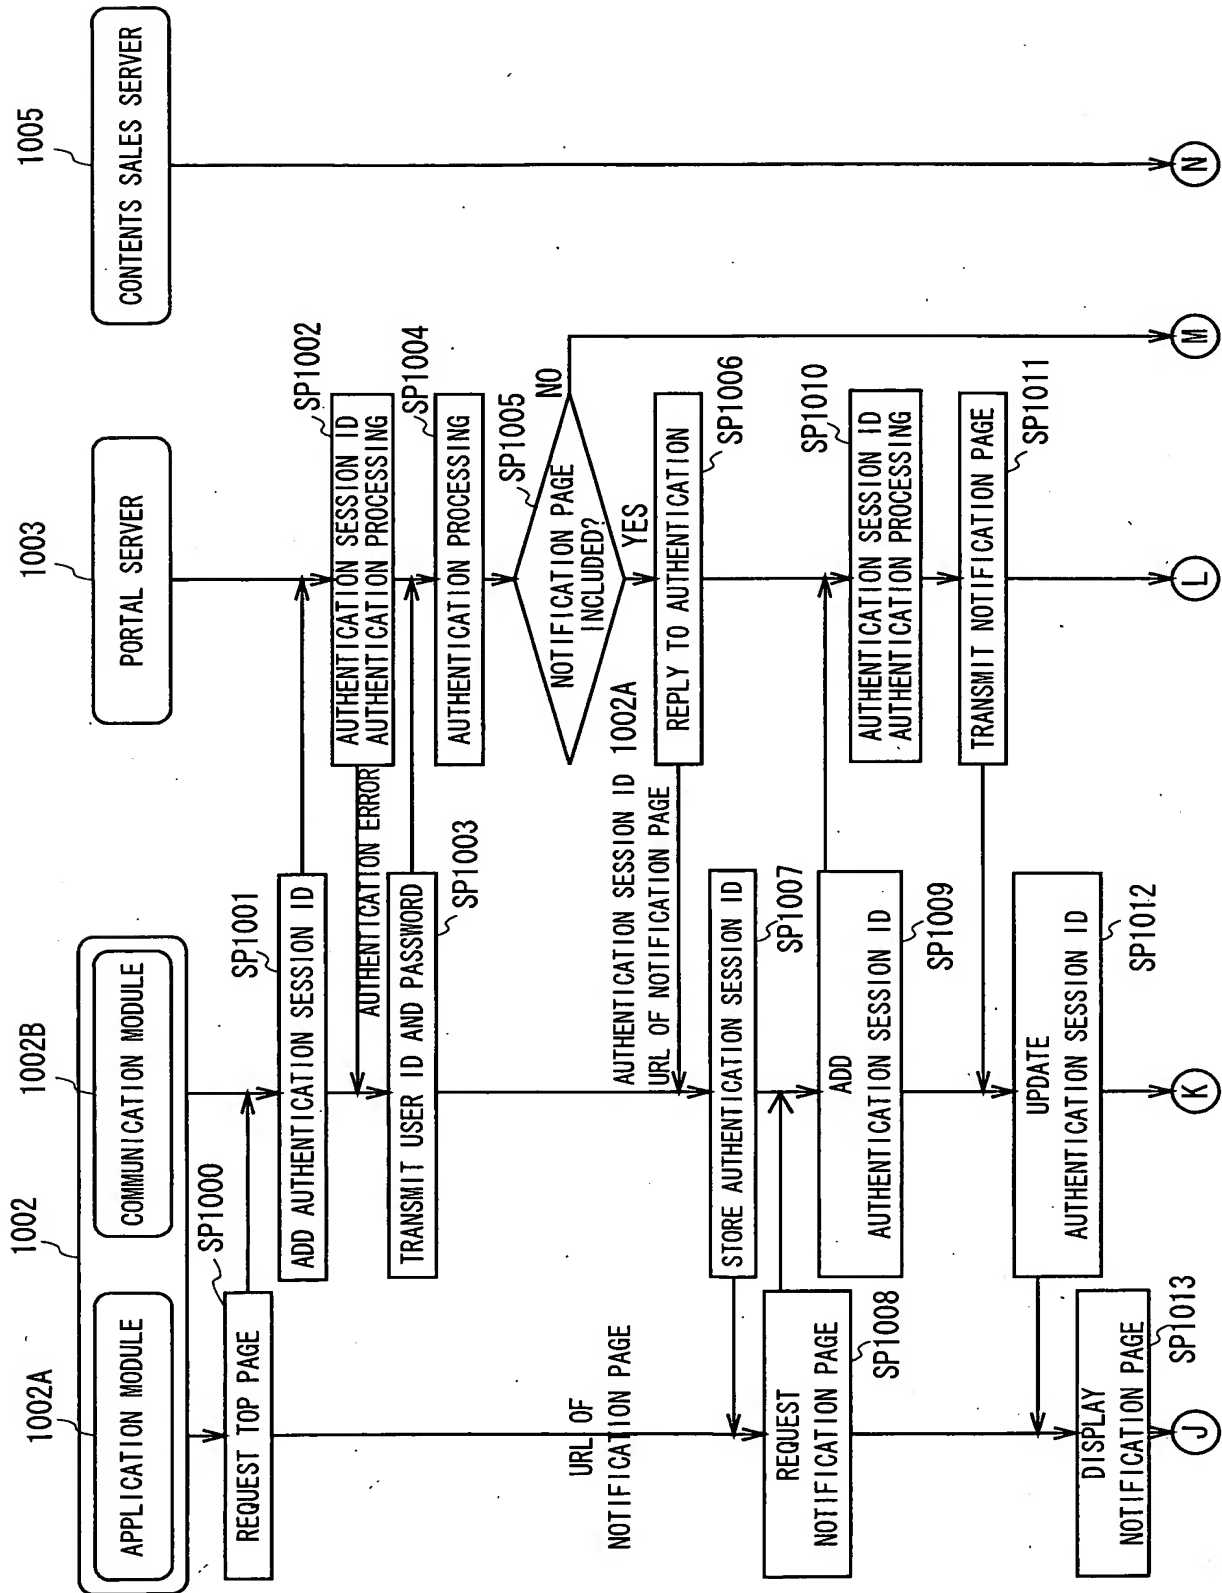 1002
1002A
APPLICATION MODULE
1002B
COMMUNICATION MODULE
1003
PORTAL SERVER
1005
CONTENTS SALES SERVER
SP1000
REQUEST TOP PAGE
SP1001
ADD AUTHENTICATION SESSION ID
SP1002
AUTHENTICATION SESSION ID
AUTHENTICATION PROCESSING
AUTHENTICATION ERROR
SP1003
TRANSMIT USER ID AND PASSWORD
SP1004
AUTHENTICATION PROCESSING
SP1005
NOTIFICATION PAGE
INCLUDED?
NO
YES
SP1006
REPLY TO AUTHENTICATION
AUTHENTICATION SESSION ID 1002A
URL OF NOTIFICATION PAGE
SP1007
STORE AUTHENTICATION SESSION ID
URL OF
NOTIFICATION PAGE
REQUEST
NOTIFICATION PAGE
SP1008
ADD
AUTHENTICATION SESSION ID
SP1009
SP1010
AUTHENTICATION SESSION ID
AUTHENTICATION PROCESSING
SP1011
TRANSMIT NOTIFICATION PAGE
UPDATE
AUTHENTICATION SESSION ID
SP1012
DISPLAY
NOTIFICATION PAGE
SP1013
J
K
L
M
N